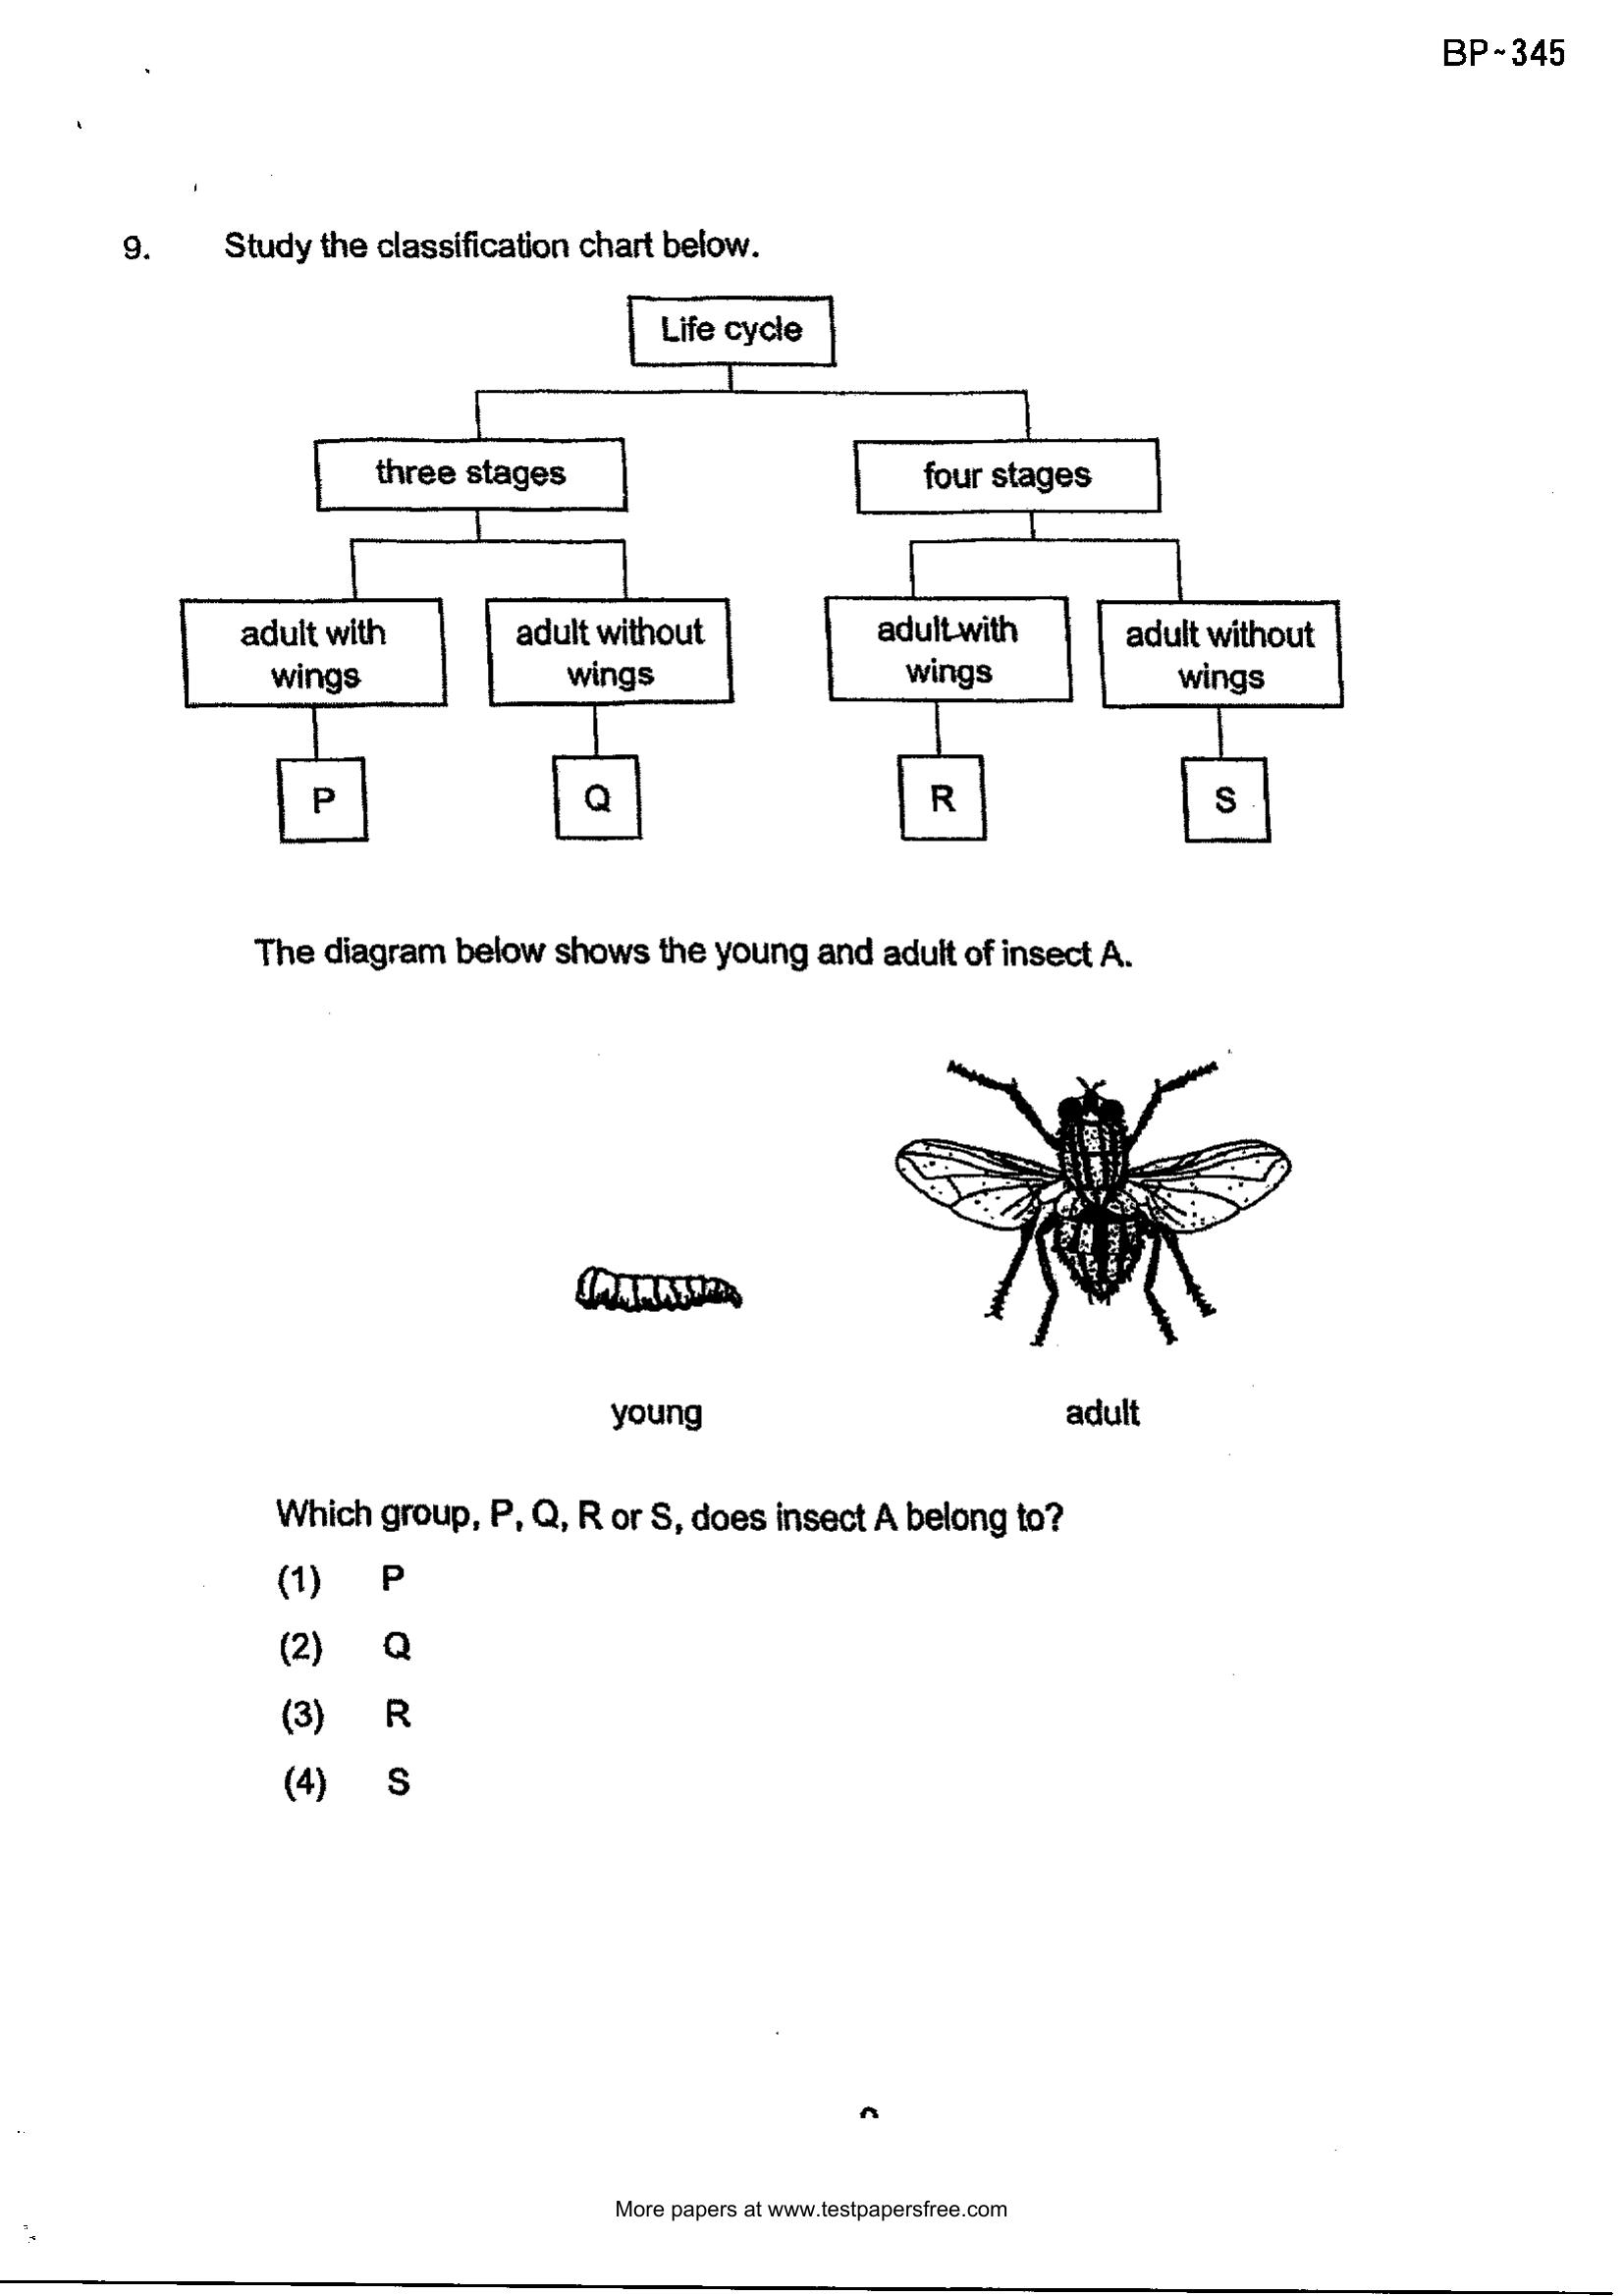 BP~345
9. Study the classification chart below.
Life cycle
three stages
four stages
adult with
wings
adult without
wings
adult with
wings
adult without
wings
P
Q
R
S
The diagram below shows the young and adult of insect A.
young
adult
Which group, P, Q, R or S, does insect A belong to?
(1) P
(2) Q
(3) R
(4) S
More papers at www.testpapersfree.com